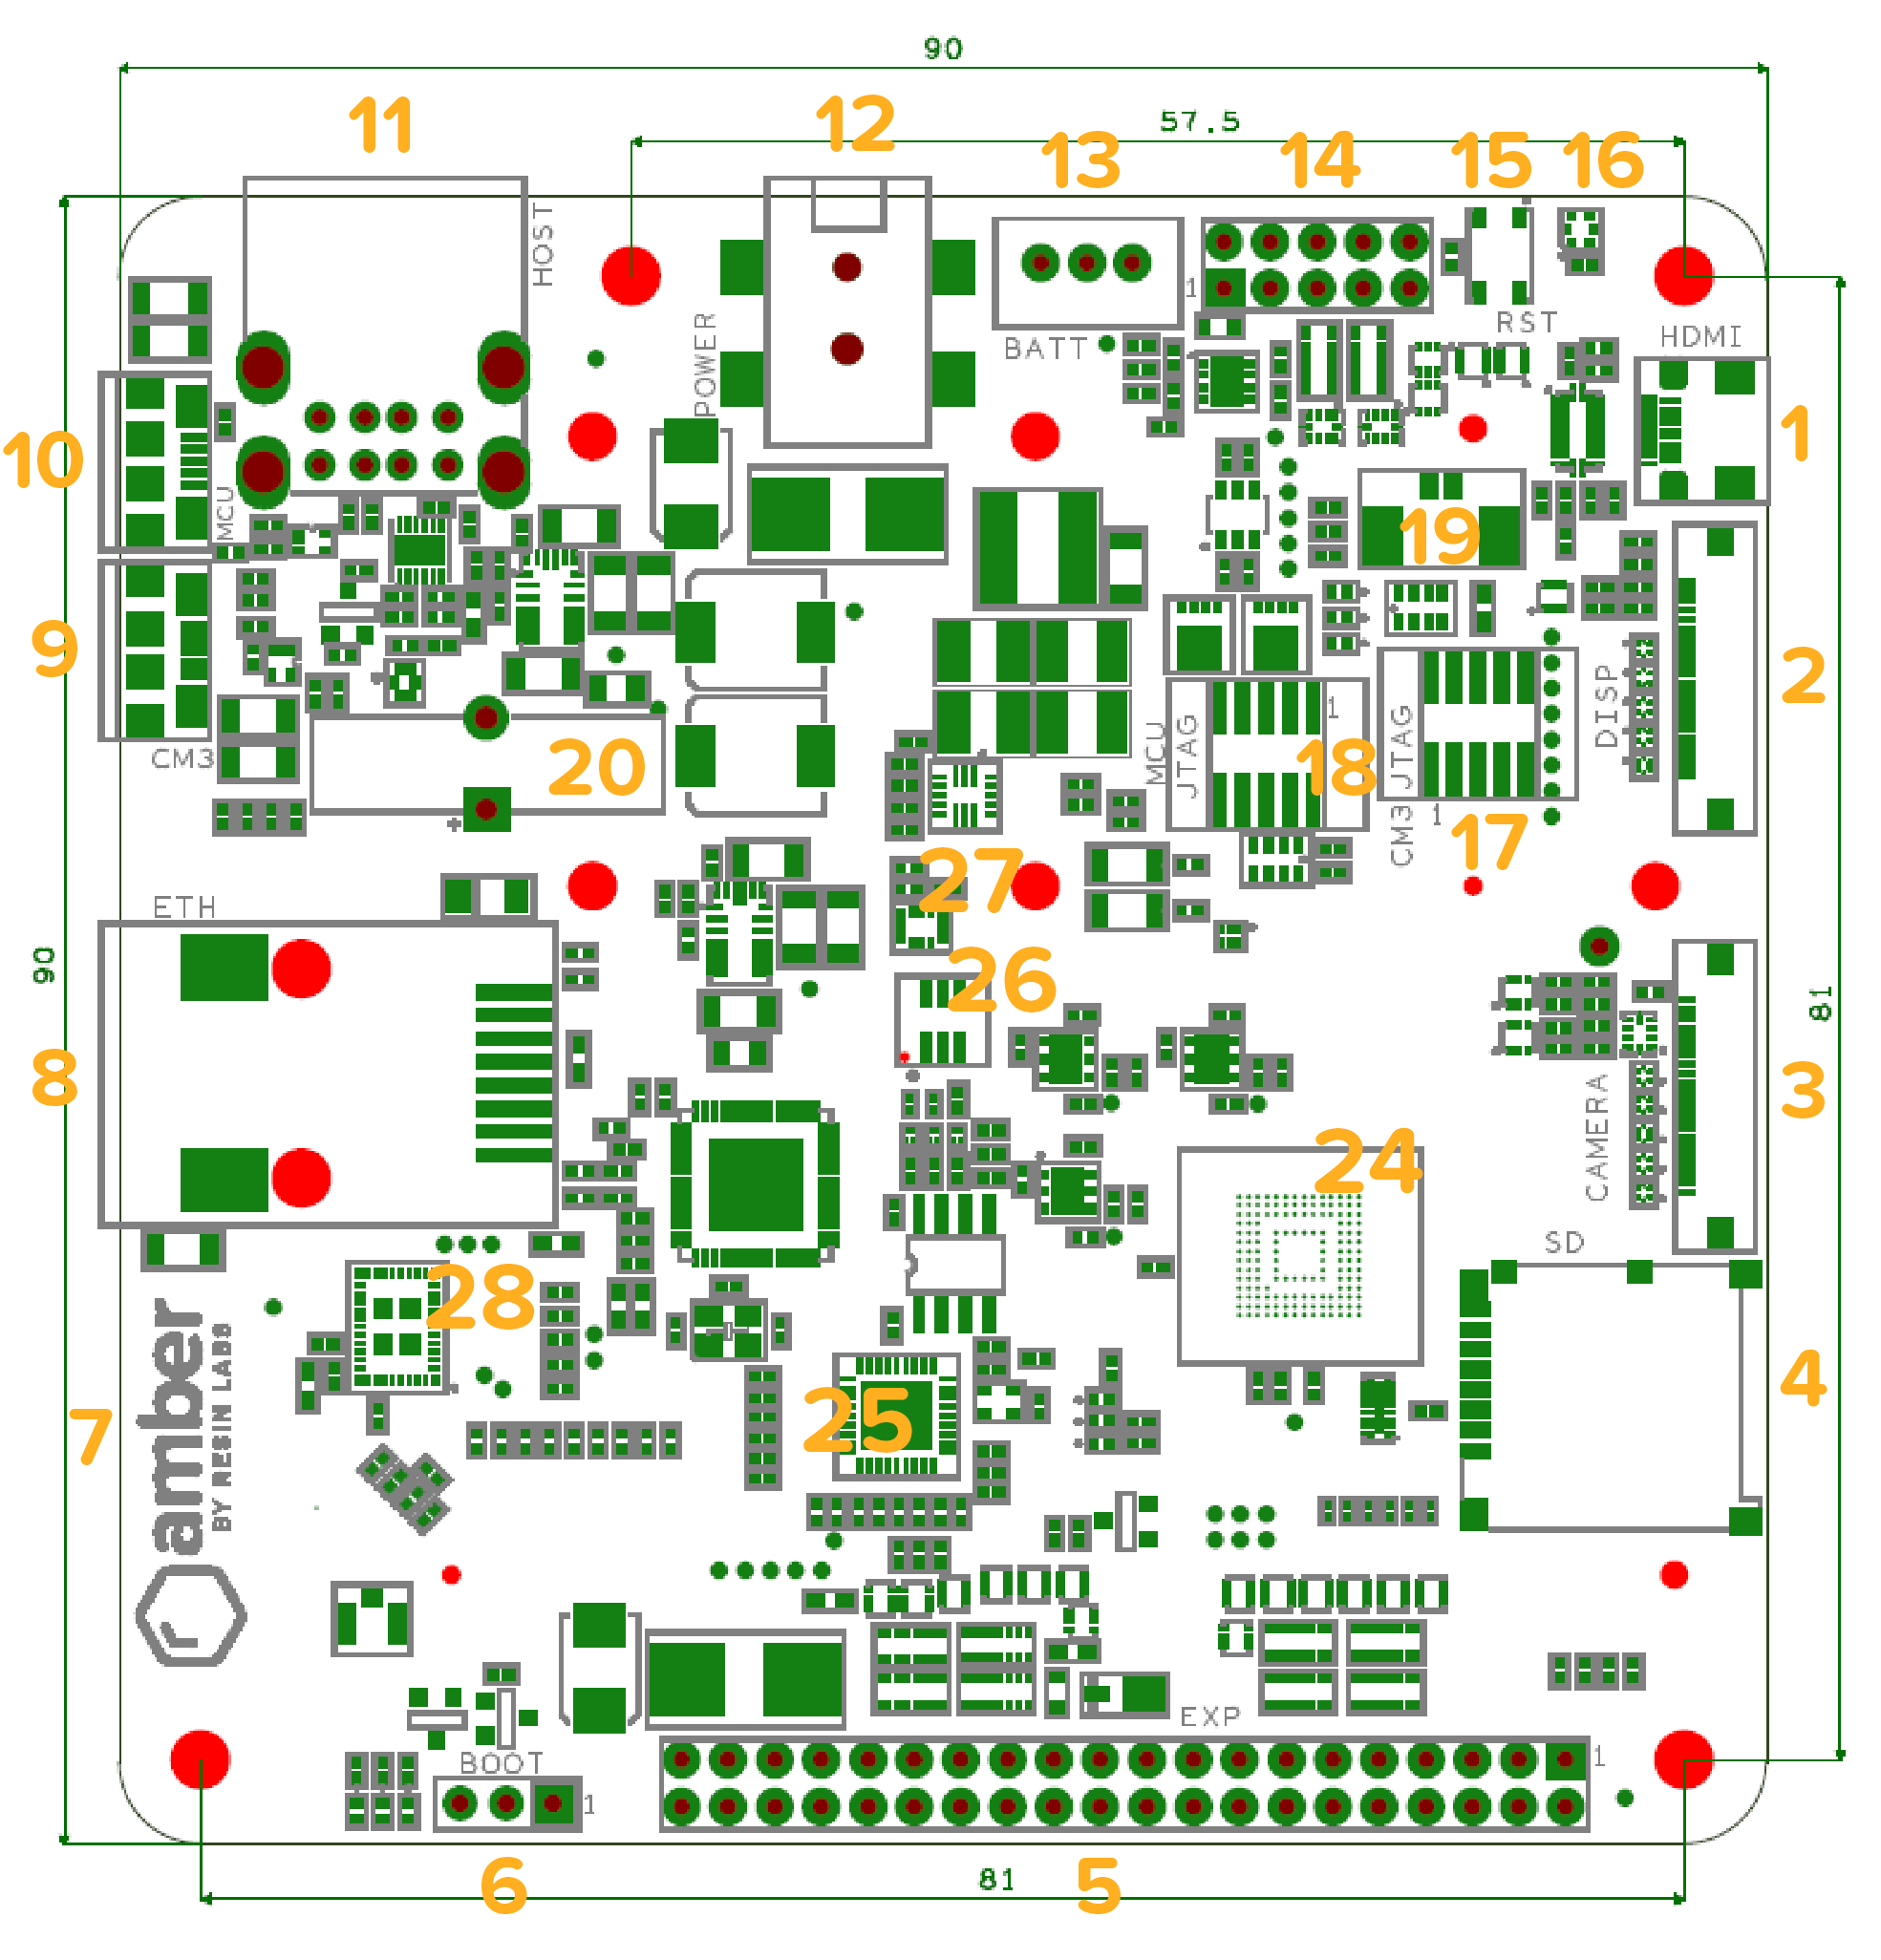 90
57.5
11
12
13
14
15
16
HOST
POWER
BATT
1
RST
HDMI
10
MCU
1
19
9
CM3
DISP
2
MCU
JTAG
1
18
CM3 JTAG
1
17
20
27
ETH
26
90
81
8
3
CAMERA
24
SD
28
7
amber
BY RESIN LABS
25
4
EXP
BOOT
1
1
6
81
5